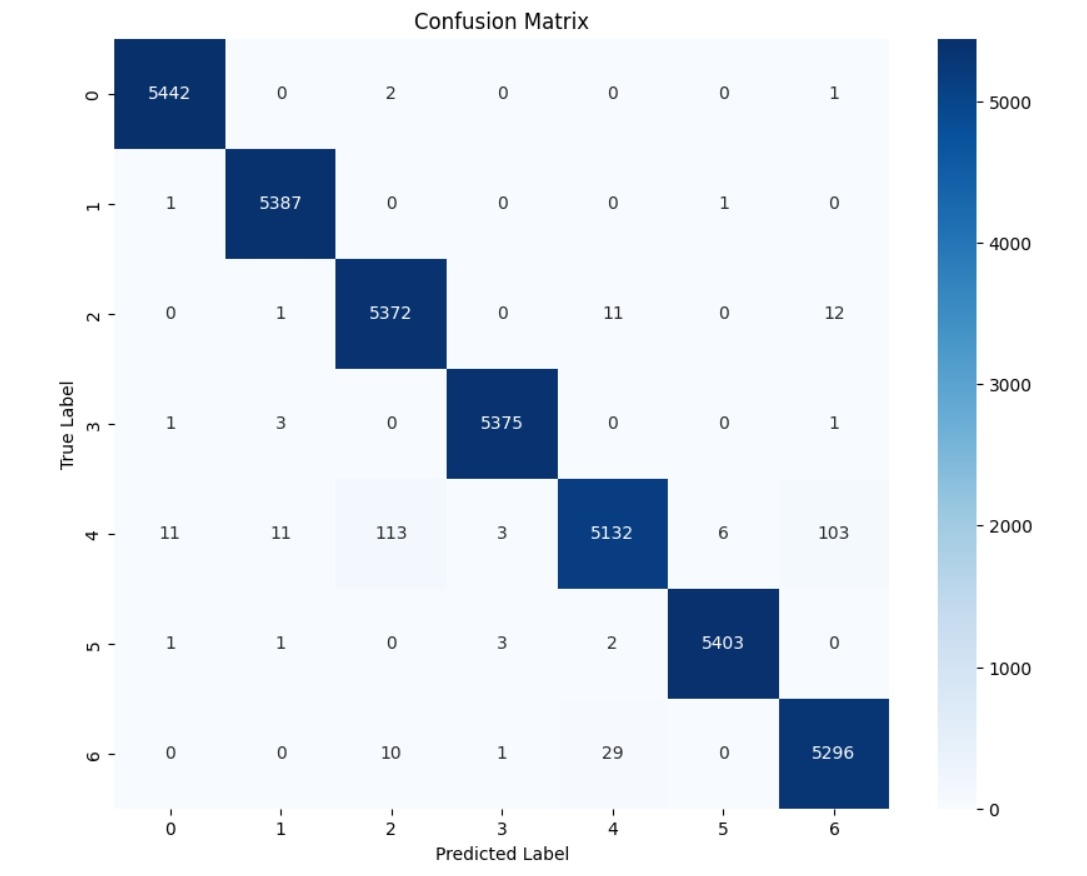 Confusion Matrix
0 5442 0 2 0 0 0 1
1 1 5387 0 0 0 1 0
2 0 1 5372 0 11 0 12
3 1 3 0 5375 0 0 1
4 11 11 113 3 5132 6 103
5 1 1 0 3 2 5403 0
6 0 0 10 1 29 0 5296
0 1 2 3 4 5 6
Predicted Label
True Label
5000
4000
3000
2000
1000
0